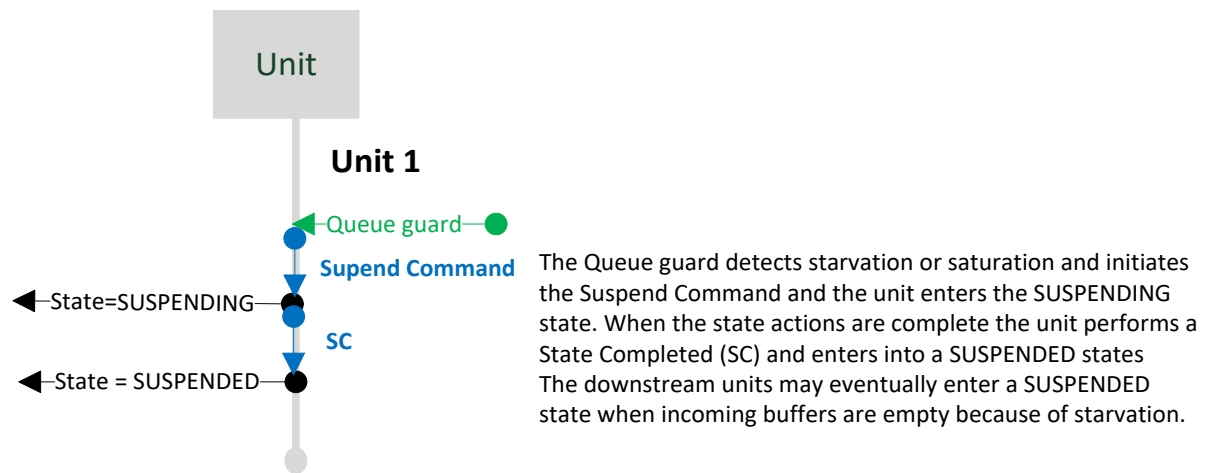 Unit
Unit 1
Queue guard
Supend Command
State=SUSPENDING
SC
State = SUSPENDED
The Queue guard detects starvation or saturation and initiates
the Suspend Command and the unit enters the SUSPENDING
state. When the state actions are complete the unit performs a
State Completed (SC) and enters into a SUSPENDED states
The downstream units may eventually enter a SUSPENDED
state when incoming buffers are empty because of starvation.